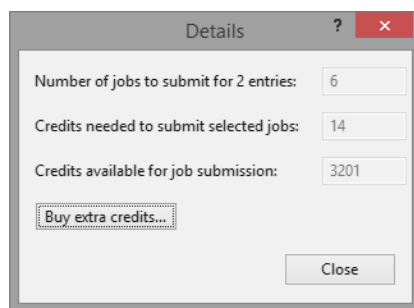 Details
?
×
Number of jobs to submit for 2 entries: 6
Credits needed to submit selected jobs: 14
Credits available for job submission: 3201
Buy extra credits...
Close